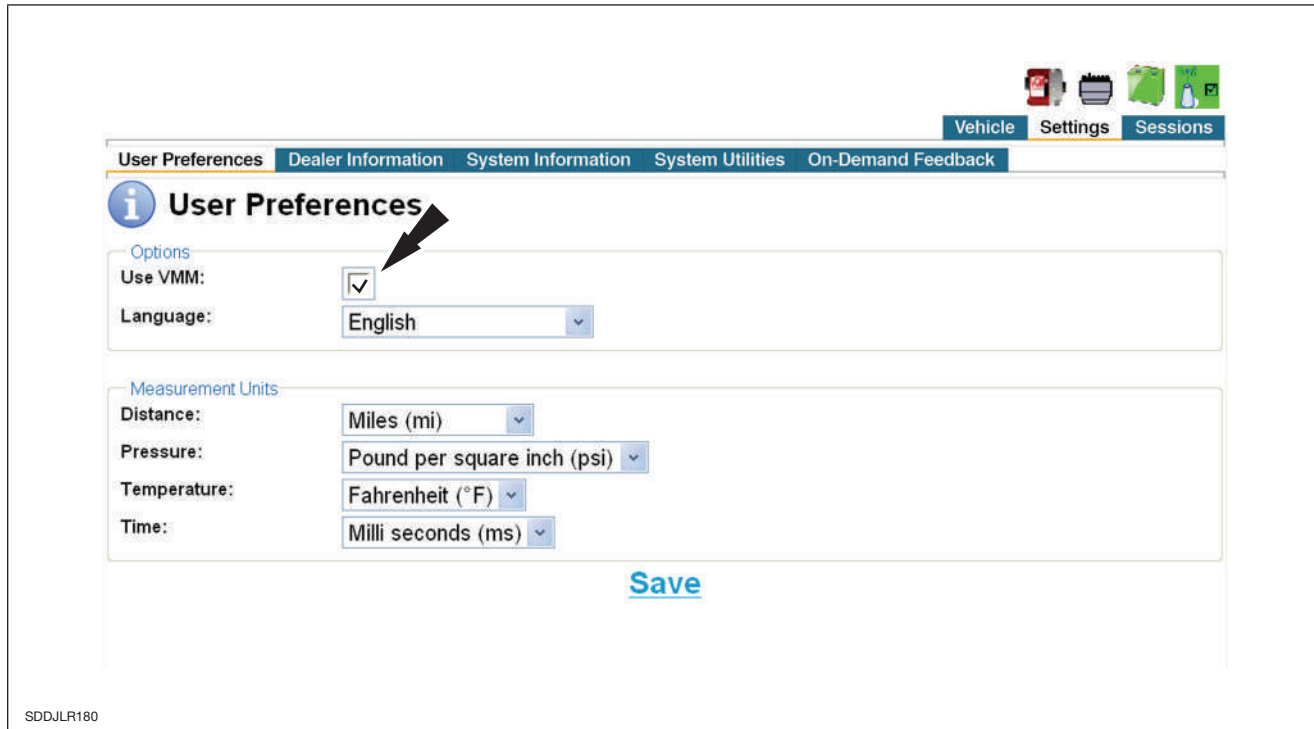 Vehicle Settings Sessions
User Preferences Dealer Information System Information System Utilities On-Demand Feedback
User Preferences
Options
Use VMM:
Language: English
Measurement Units
Distance: Miles (mi)
Pressure: Pound per square inch (psi)
Temperature: Fahrenheit (°F)
Time: Milli seconds (ms)
Save
SDDJLR180